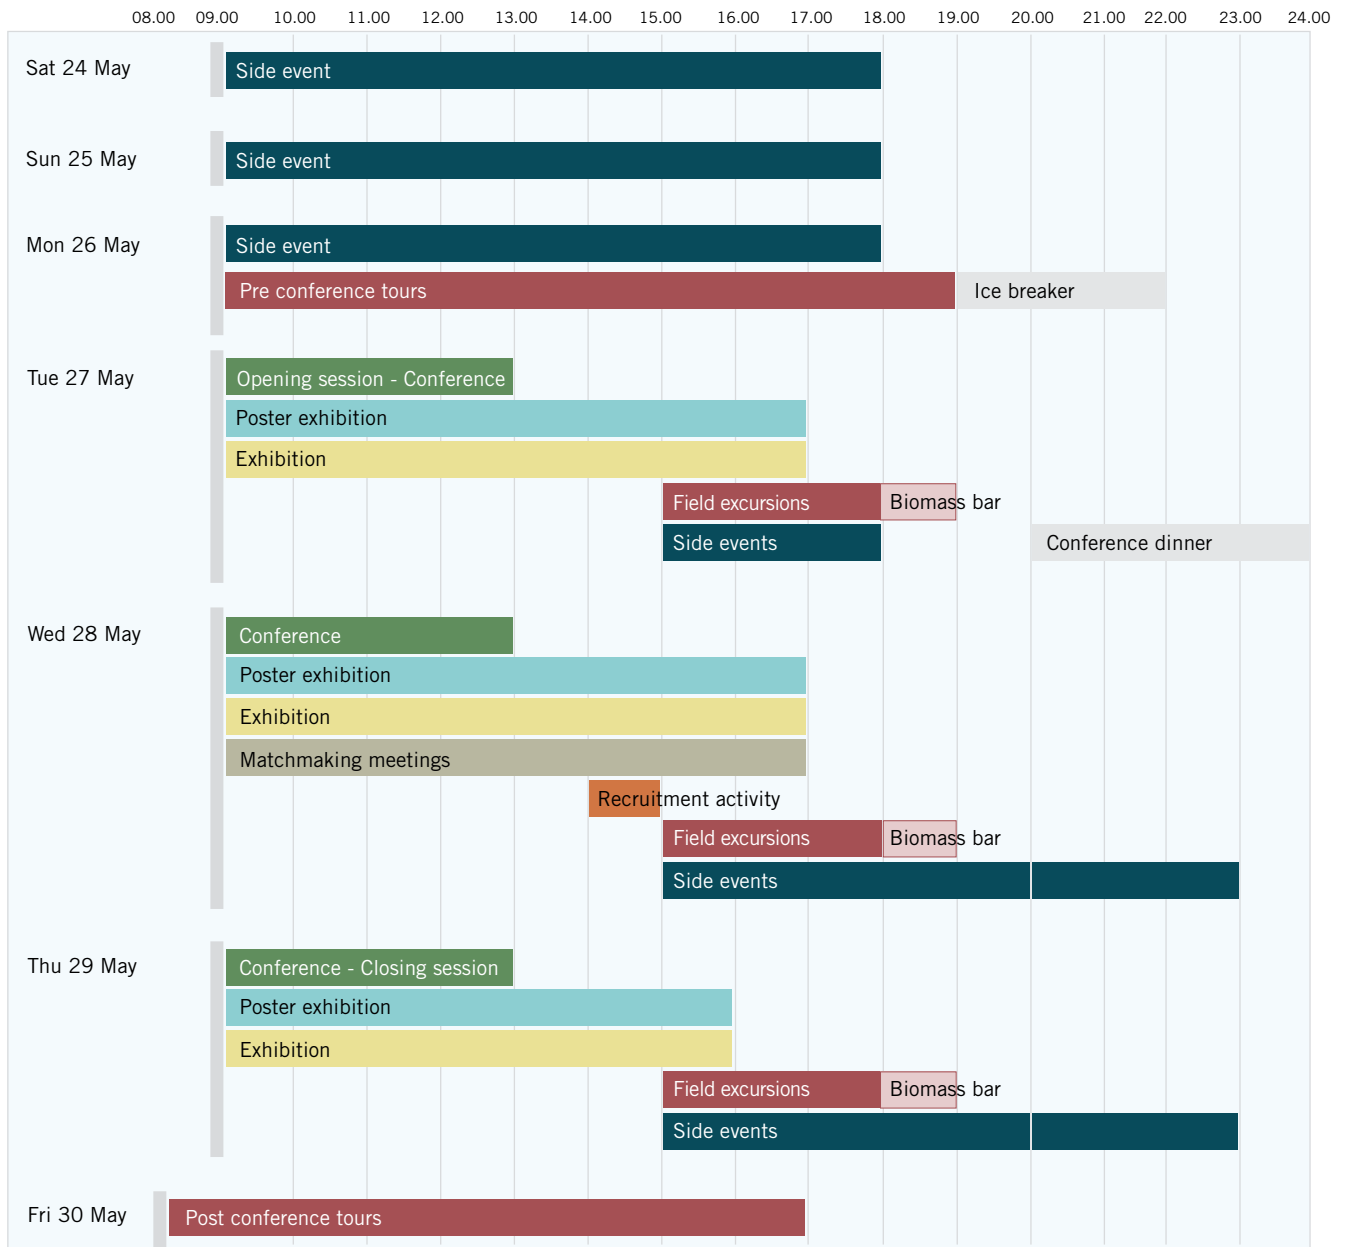 08.00 09.00 10.00 11.00 12.00 13.00 14.00 15.00 16.00 17.00 18.00 19.00 20.00 21.00 22.00 23.00 24.00
Sat 24 May
Side event
Sun 25 May
Side event
Mon 26 May
Side event
Pre conference tours Ice breaker
Tue 27 May
Opening session - Conference
Poster exhibition
Exhibition
Field excursions Biomass bar
Side events Conference dinner
Wed 28 May
Conference
Poster exhibition
Exhibition
Matchmaking meetings
Recruitment activity
Field excursions Biomass bar
Side events
Thu 29 May
Conference - Closing session
Poster exhibition
Exhibition
Field excursions Biomass bar
Side events
Fri 30 May
Post conference tours